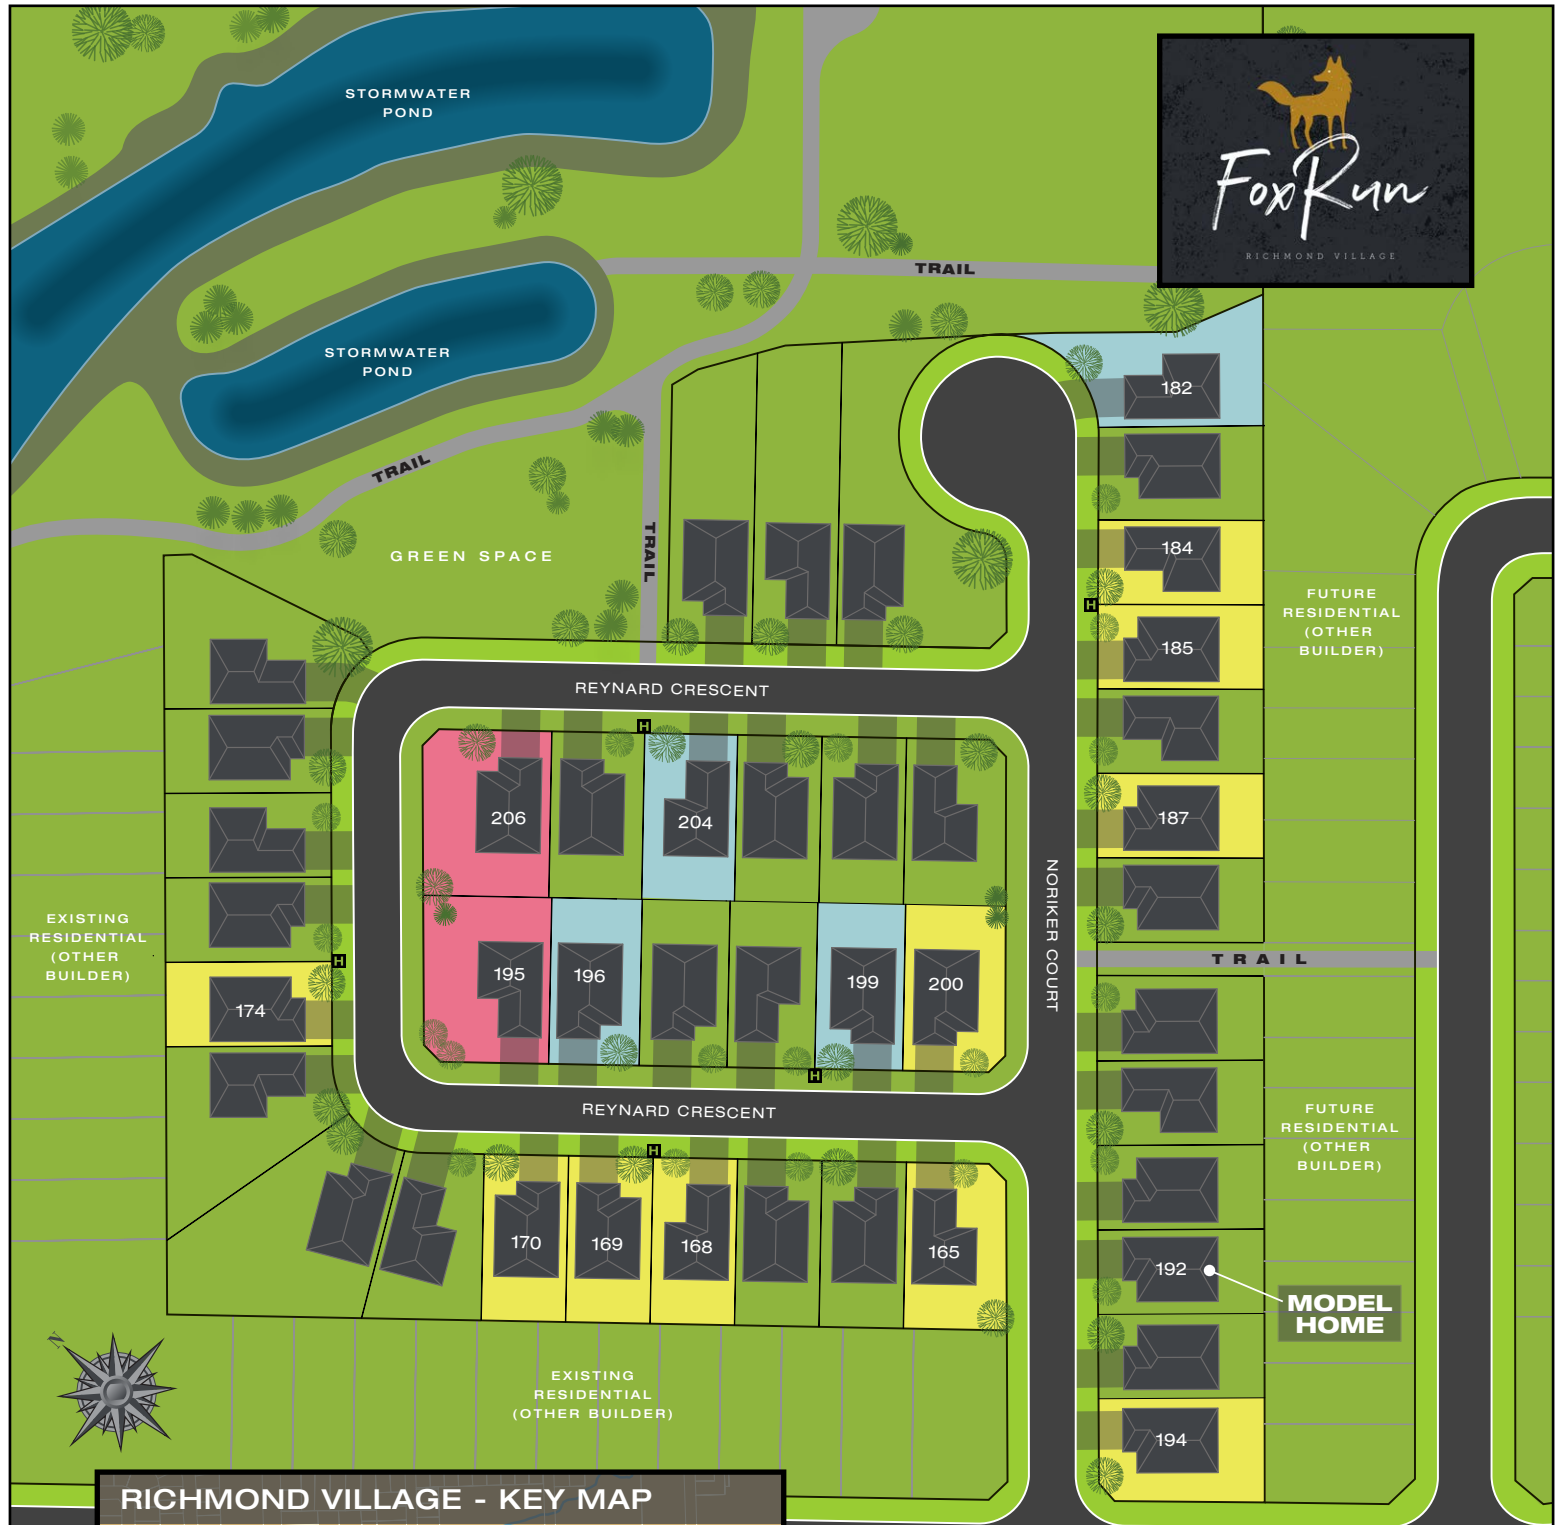 STORMWATER
POND
FoxRun
RICHMOND VILLAGE
TRAIL
STORMWATER
POND
182
TRAIL
TRAIL
GREEN SPACE
184
FUTURE
RESIDENTIAL
(OTHER
BUILDER)
H
185
REYNARD CRESCENT
H
206
204
187
NORIKER COURT
EXISTING
RESIDENTIAL
(OTHER
BUILDER)
H
195
196
199
200
TRAIL
174
H
REYNARD CRESCENT
FUTURE
RESIDENTIAL
(OTHER
BUILDER)
H
170
169
168
165
192
MODEL
HOME
N
EXISTING
RESIDENTIAL
(OTHER BUILDER)
194
RICHMOND VILLAGE - KEY MAP